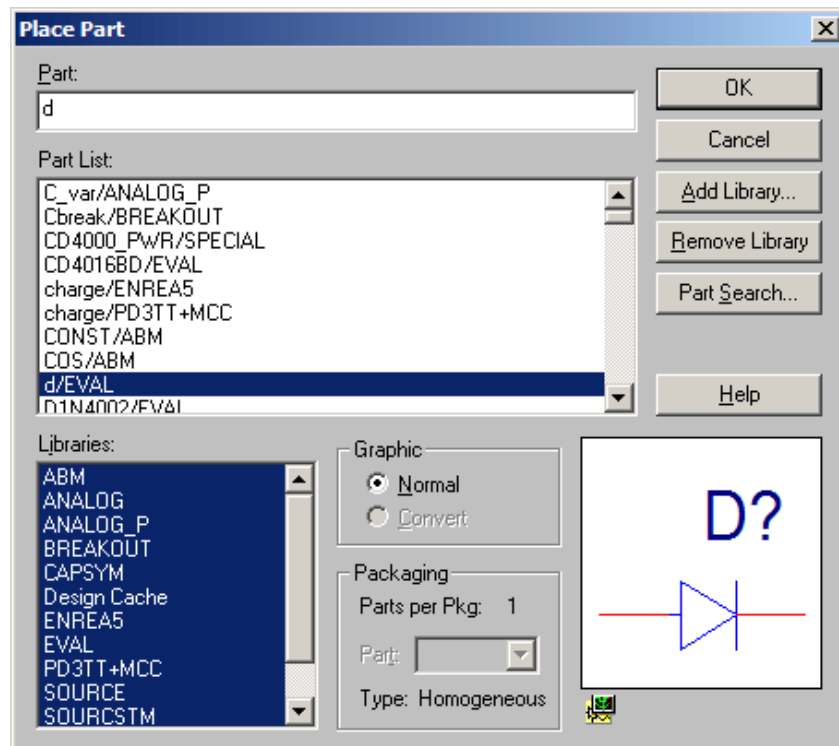 Place Part
Part:
d
OK
Cancel
Part List:
C_var/ANALOG_P
Cbreak/BREAKOUT
CD4000_PWR/SPECIAL
CD4016BD/EVAL
charge/ENREA5
charge/PD3TT+MCC
CONST/ABM
COS/ABM
d/EVAL
D1N4002/EVAL
Add Library...
Remove Library
Part Search...
Help
Libraries:
ABM
ANALOG
ANALOG_P
BREAKOUT
CAPSYM
Design Cache
ENREA5
EVAL
PD3TT+MCC
SOURCE
SOURCSTM
Graphic
Normal
Convert
Packaging
Parts per Pkg: 1
Part:
Type: Homogeneous
D?